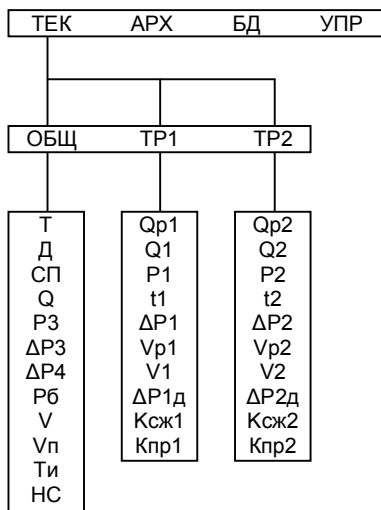 ТЕК АРХ БД УПР
ОБЩ ТР1 ТР2
Т Qр1 Qр2
Д Q1 Q2
СП Р1 Р2
Q t1 t2
Р3 ΔР1 ΔР2
ΔР3 Vр1 Vр2
ΔР4 V1 V2
Рб ΔР1д ΔР2д
V Ксж1 Ксж2
Vп Кпр1 Кпр2
Ти
НС